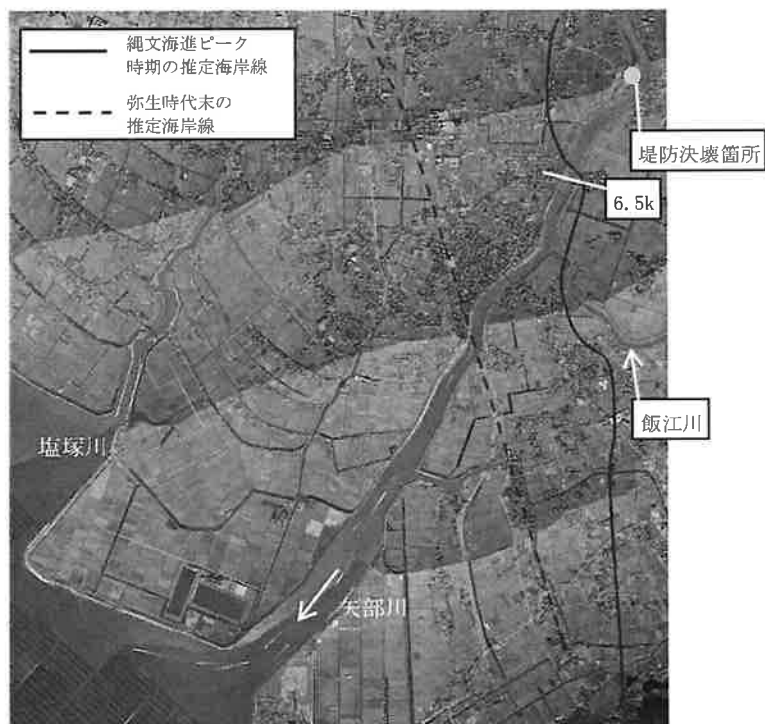 縄文海進ピーク
時期の推定海岸線
弥生時代末の
推定海岸線
堤防決壊箇所
6.5k
飯江川
塩塚川
矢部川